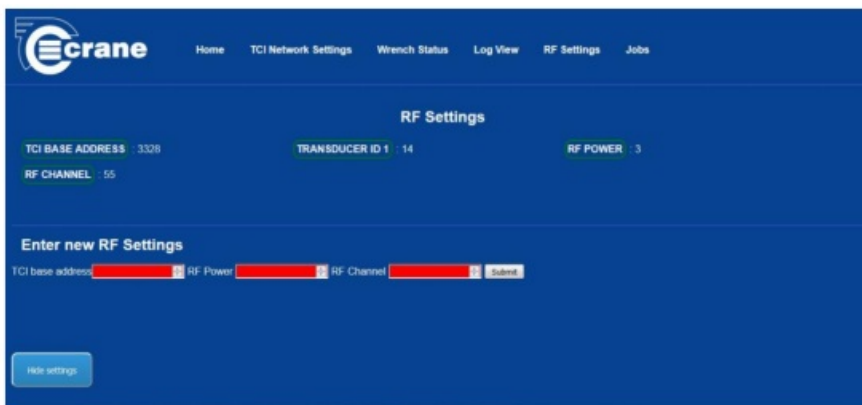 crane
Home TCI Network Settings Wrench Status Log View RF Settings Jobs
RF Settings
TCI BASE ADDRESS : 3328 TRANSDUCER ID 1 : 14 RF POWER : 3
RF CHANNEL : 55
Enter new RF Settings
TCI base address RF Power RF Channel Submit
Hide settings